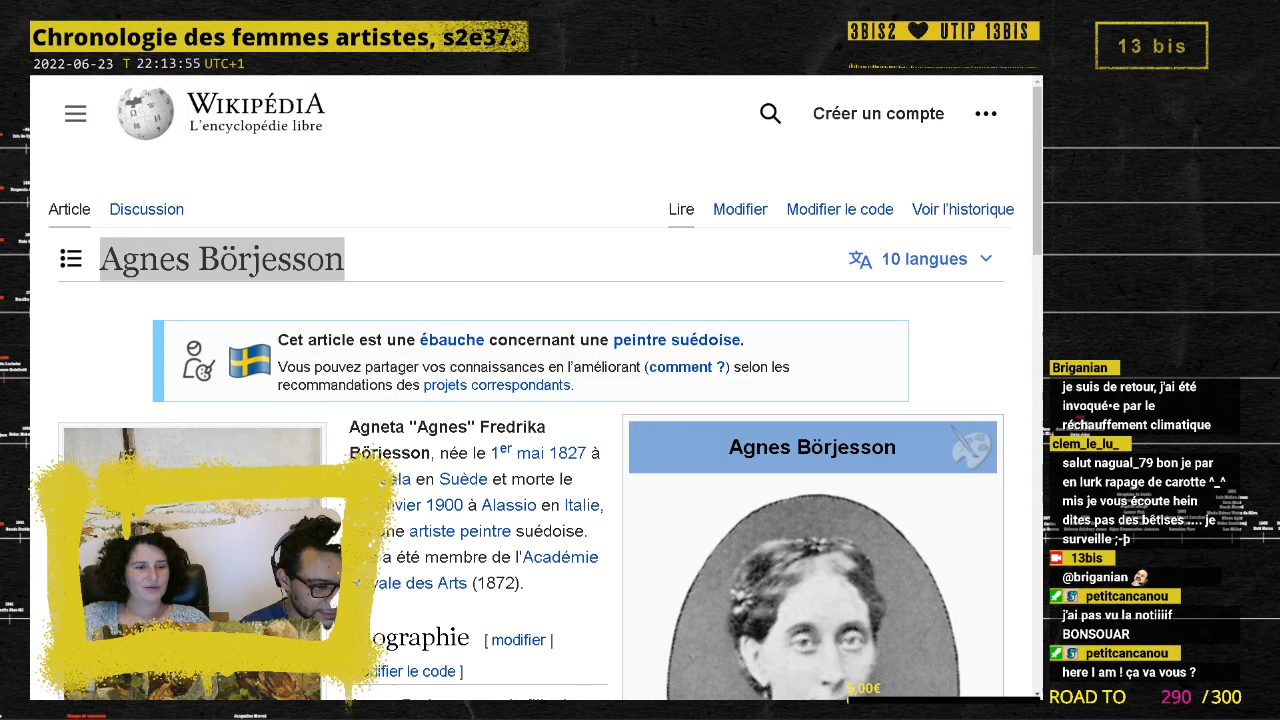 Chronologie des femmes artistes, s2e37.
2022-06-23 T 22:13:55 UTC+1
3BIS2 ♥ UTIP 13BIS
13 bis
WIKIPÉDIA
L'encyclopédie libre
Créer un compte
Article Discussion Lire Modifier Modifier le code Voir l'historique
Agnes Börjesson 10 langues
Cet article est une ébauche concernant une peintre suédoise.
Vous pouvez partager vos connaissances en l'améliorant (comment ?) selon les
recommandations des projets correspondants.
Agneta "Agnes" Fredrika
Börjesson, née le 1er mai 1827 à
en Suède et morte le
1900 à Alassio en Italie,
artiste peintre suédoise.
a été membre de l'Académie
des Arts (1872).
[ modifier |
le code ]
Agnes Börjesson
5,00€
Briganian
je suis de retour, j'ai été
invoqué•e par le
réchauffement climatique
clem_le_lu_
salut nagual_79 bon je par
en lurk rapage de carotte ^_^
mis je vous écoute hein
dites pas des bêtises..... je
surveille ;-þ
13bis
@briganian
petitcancanou
j'ai pas vu la notiiiif
BONSOUAR
petitcancanou
here I am ! ça va vous ?
ROAD TO 290 / 300